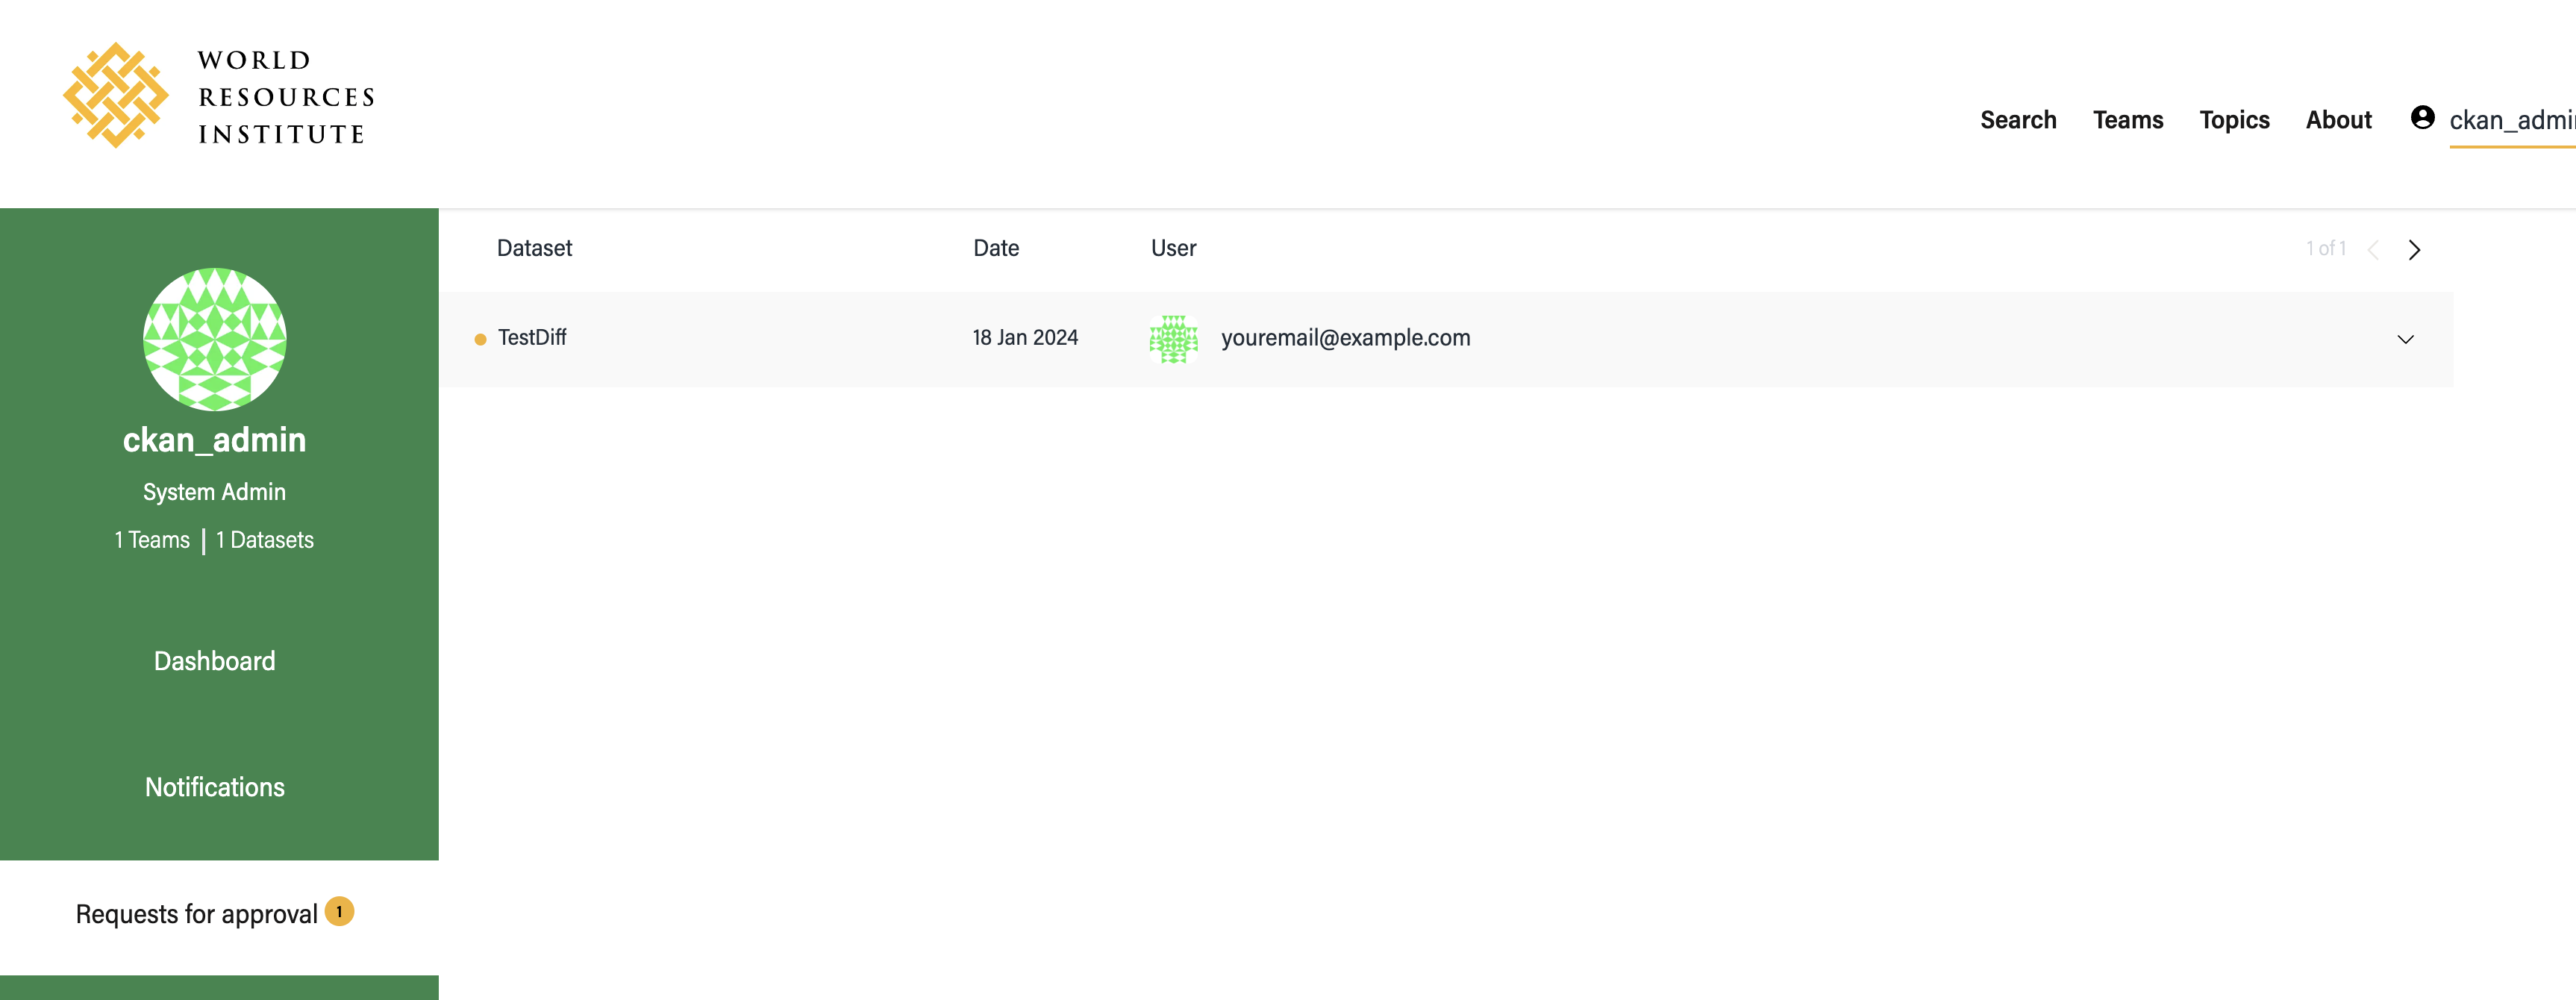 WORLD
RESOURCES
INSTITUTE
Search Teams Topics About ckan_admin
Dataset Date User 1 of 1
TestDiff 18 Jan 2024 youremail@example.com
ckan_admin
System Admin
1 Teams | 1 Datasets
Dashboard
Notifications
Requests for approval 1